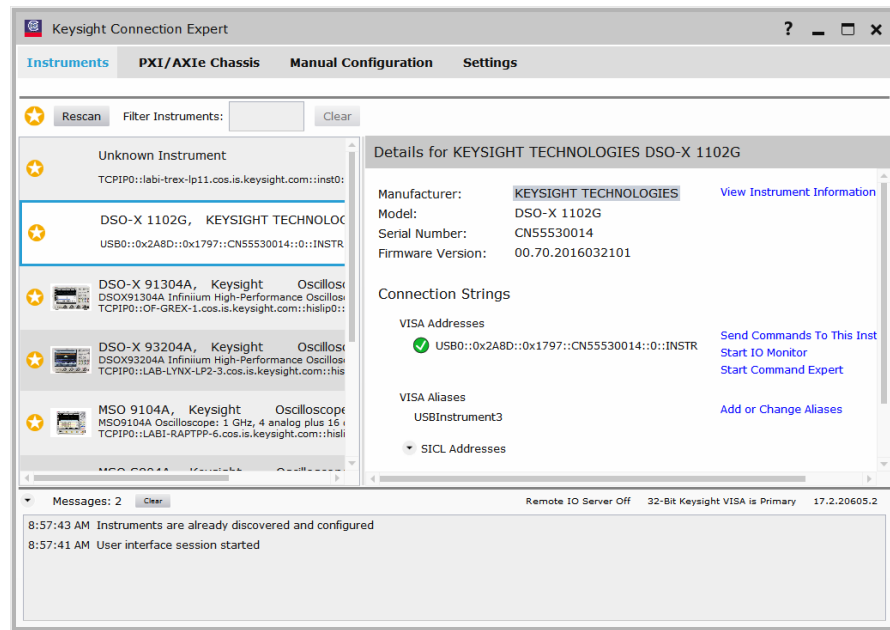 Keysight Connection Expert
Instruments PXI/AXIe Chassis Manual Configuration Settings
Rescan Filter Instruments: Clear
Unknown Instrument
TCPIP0::labi-trex-lp11.cos.is.keysight.com::inst0:
DSO-X 1102G, KEYSIGHT TECHNOLOG
USB0::0x2A8D::0x1797::CN55530014::0::INSTR
DSO-X 91304A, Keysight Oscillos
DSOX91304A Infiniium High-Performance Oscillos
TCPIP0::OF-GREX-1.cos.is.keysight.com::hislip0::
DSO-X 93204A, Keysight Oscillos
DSOX93204A Infiniium High-Performance Oscillos
TCPIP0::LAB-LYNX-LP2-3.cos.is.keysight.com::his
MSO 9104A, Keysight Oscilloscope
MSO9104A Oscilloscope: 1 GHz, 4 analog plus 16
TCPIP0::LABI-RAPTPP-6.cos.is.keysight.com::hisli
Details for KEYSIGHT TECHNOLOGIES DSO-X 1102G
Manufacturer: KEYSIGHT TECHNOLOGIES View Instrument Information
Model: DSO-X 1102G
Serial Number: CN55530014
Firmware Version: 00.70.2016032101
Connection Strings
VISA Addresses
USB0::0x2A8D::0x1797::CN55530014::0::INSTR
Send Commands To This Inst
Start IO Monitor
Start Command Expert
VISA Aliases
USBInstrument3
Add or Change Aliases
SICL Addresses
Messages: 2 Clear Remote IO Server Off 32-Bit Keysight VISA is Primary 17.2.20605.2
8:57:43 AM Instruments are already discovered and configured
8:57:41 AM User interface session started